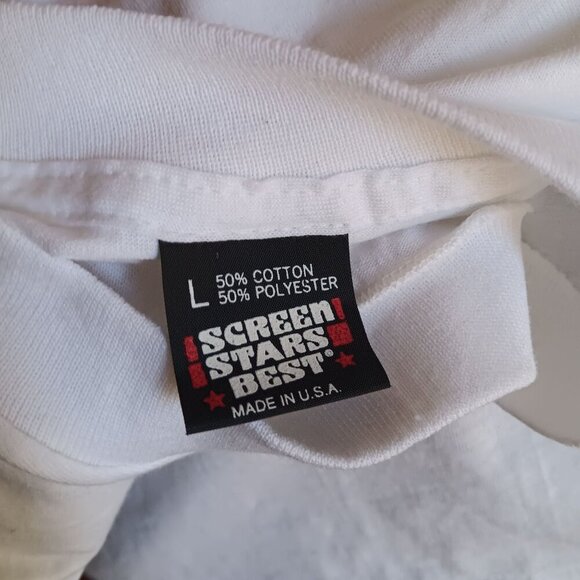 L 50% COTTON
50% POLYESTER
SCREEN
STARS
BEST®
MADE IN U.S.A.